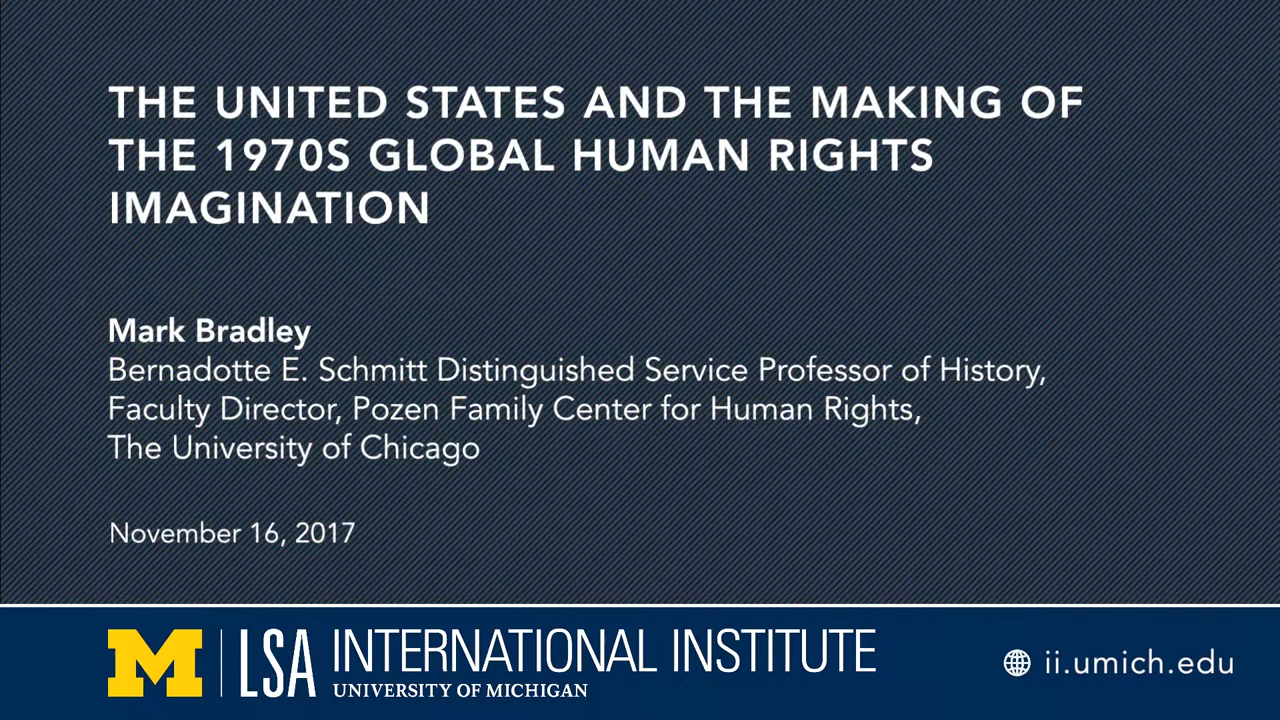 THE UNITED STATES AND THE MAKING OF
THE 1970S GLOBAL HUMAN RIGHTS
IMAGINATION
Mark Bradley
Bernadotte E. Schmitt Distinguished Service Professor of History,
Faculty Director, Pozen Family Center for Human Rights,
The University of Chicago
November 16, 2017
M LSA INTERNATIONAL INSTITUTE
UNIVERSITY OF MICHIGAN
ii.umich.edu